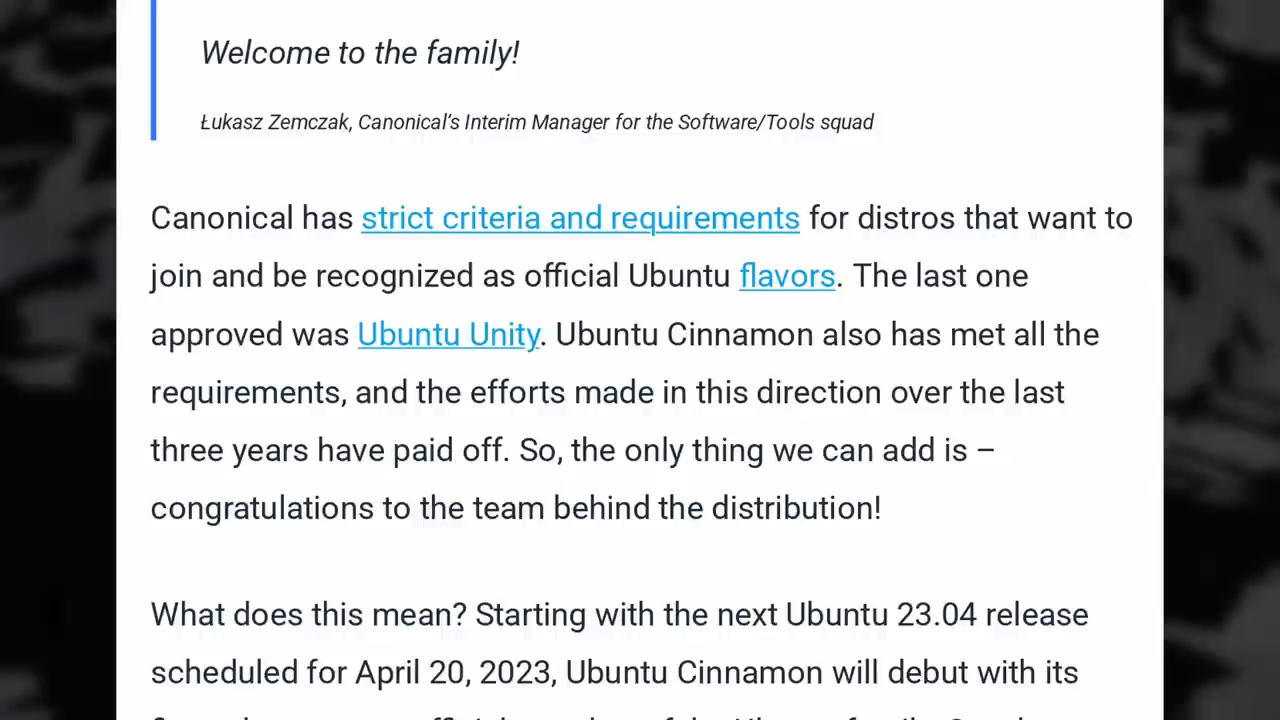 Welcome to the family!
Łukasz Zemczak, Canonical's Interim Manager for the Software/Tools squad
Canonical has strict criteria and requirements for distros that want to
join and be recognized as official Ubuntu flavors. The last one
approved was Ubuntu Unity. Ubuntu Cinnamon also has met all the
requirements, and the efforts made in this direction over the last
three years have paid off. So, the only thing we can add is –
congratulations to the team behind the distribution!
What does this mean? Starting with the next Ubuntu 23.04 release
scheduled for April 20, 2023, Ubuntu Cinnamon will debut with its